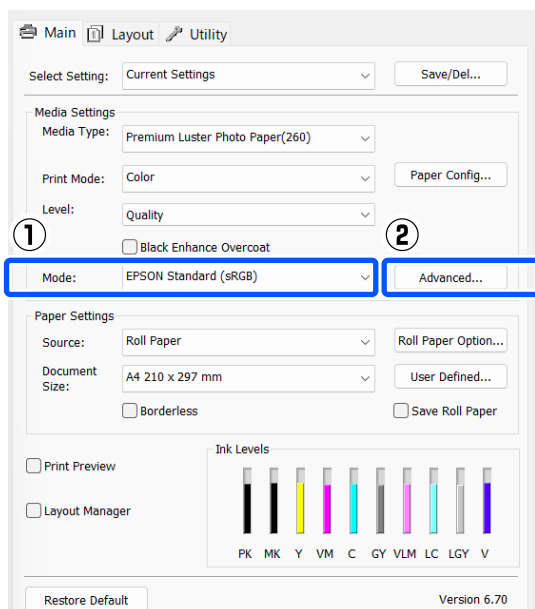 Main Layout Utility
Select Setting: Current Settings Save/Del...
Media Settings
Media Type: Premium Luster Photo Paper(260)
Print Mode: Color Paper Config...
Level: Quality
① ②
Black Enhance Overcoat
Mode: EPSON Standard (sRGB) Advanced...
Paper Settings
Source: Roll Paper Roll Paper Option...
Document
Size: A4 210 x 297 mm User Defined...
Borderless Save Roll Paper
Ink Levels
Print Preview
Layout Manager
PK MK Y VM C GY VLM LC LGY V
Restore Default Version 6.70